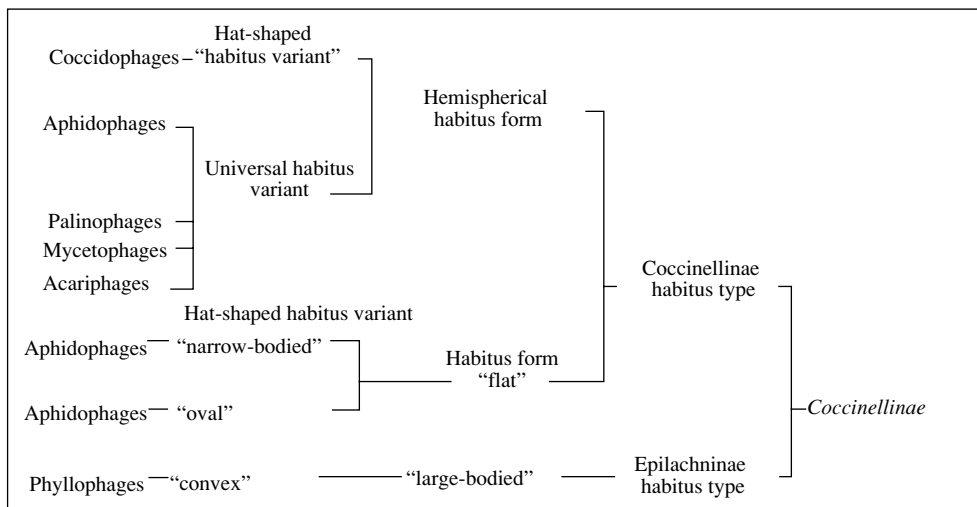 Hat-shaped
Coccidophages
“habitus variant”
Hemispherical
habitus form
Aphidophages
Universal habitus
variant
Palinophages
Mycetophages
Acariphages
Coccinellinae
habitus type
Hat-shaped habitus variant
Aphidophages
“narrow-bodied”
Habitus form
“flat”
Aphidophages
“oval”
Coccinellinae
Phyllophages
“convex”
“large-bodied”
Epilachninae
habitus type